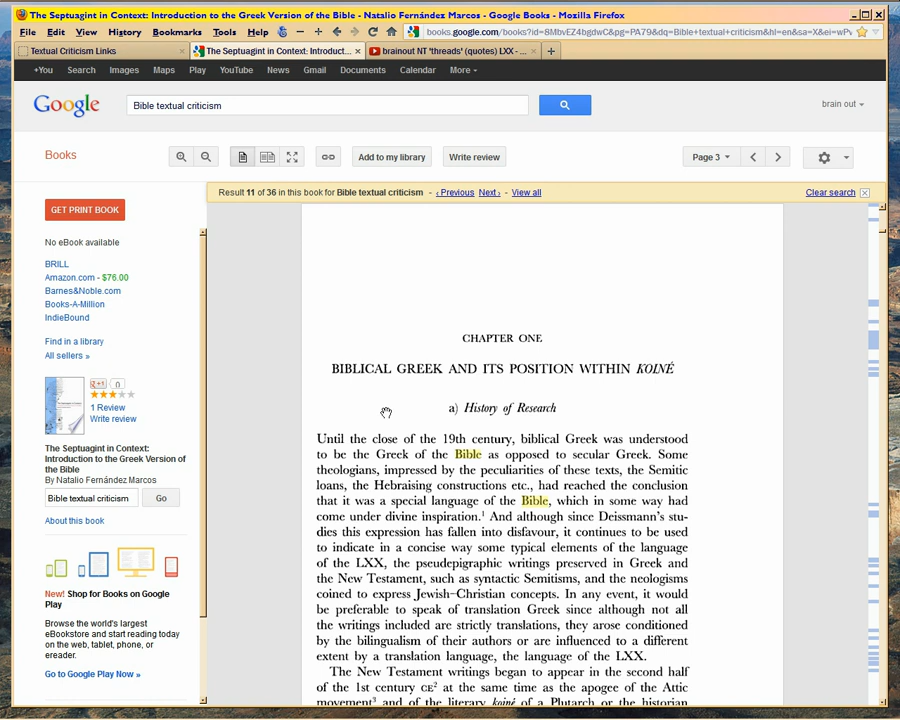 The Septuagint in Context: Introduction to the Greek Version of the Bible - Natalio Fernández Marcos - Google Books - Mozilla Firefox
File Edit View History Bookmarks Tools Help
books.google.com/books?id=8MbvEZ4bgdwC&pg=PA79&dq=Bible+textual+criticism&hl=en&sa=X&ei=wPv
Textual Criticism Links
The Septuagint in Context: Introduct...
brainout NT 'threads' (quotes) LXX - ...
+You Search Images Maps Play YouTube News Gmail Documents Calendar More
Google
Bible textual criticism
brain out
Books
Add to my library
Write review
Page 3
Result 11 of 36 in this book for Bible textual criticism - ‹ Previous Next › - View all
Clear search
GET PRINT BOOK
No eBook available
BRILL
Amazon.com - $76.00
Barnes&Noble.com
Books-A-Million
IndieBound
Find in a library
All sellers »
+1 0
1 Review
Write review
The Septuagint in Context:
Introduction to the Greek Version of
the Bible
By Natalio Fernández Marcos
Bible textual criticism
Go
About this book
New! Shop for Books on Google
Play
Browse the world's largest
eBookstore and start reading today
on the web, tablet, phone, or
ereader.
Go to Google Play Now »
CHAPTER ONE
BIBLICAL GREEK AND ITS POSITION WITHIN KOINÉ
a) History of Research
Until the close of the 19th century, biblical Greek was understood
to be the Greek of the Bible as opposed to secular Greek. Some
theologians, impressed by the peculiarities of these texts, the Semitic
loans, the Hebraising constructions etc., had reached the conclusion
that it was a special language of the Bible, which in some way had
come under divine inspiration.1 And although since Deissmann's stu-
dies this expression has fallen into disfavour, it continues to be used
to indicate in a concise way some typical elements of the language
of the LXX, the pseudepigraphic writings preserved in Greek and
the New Testament, such as syntactic Semitisms, and the neologisms
coined to express Jewish–Christian concepts. In any event, it would
be preferable to speak of translation Greek since although not all
the writings included are strictly translations, they arose conditioned
by the bilingualism of their authors or are influenced to a different
extent by a translation language, the language of the LXX.
The New Testament writings began to appear in the second half
of the 1st century CE2 at the same time as the apogee of the Attic
movement3 and of the literary koiné of a Plutarch or the historian